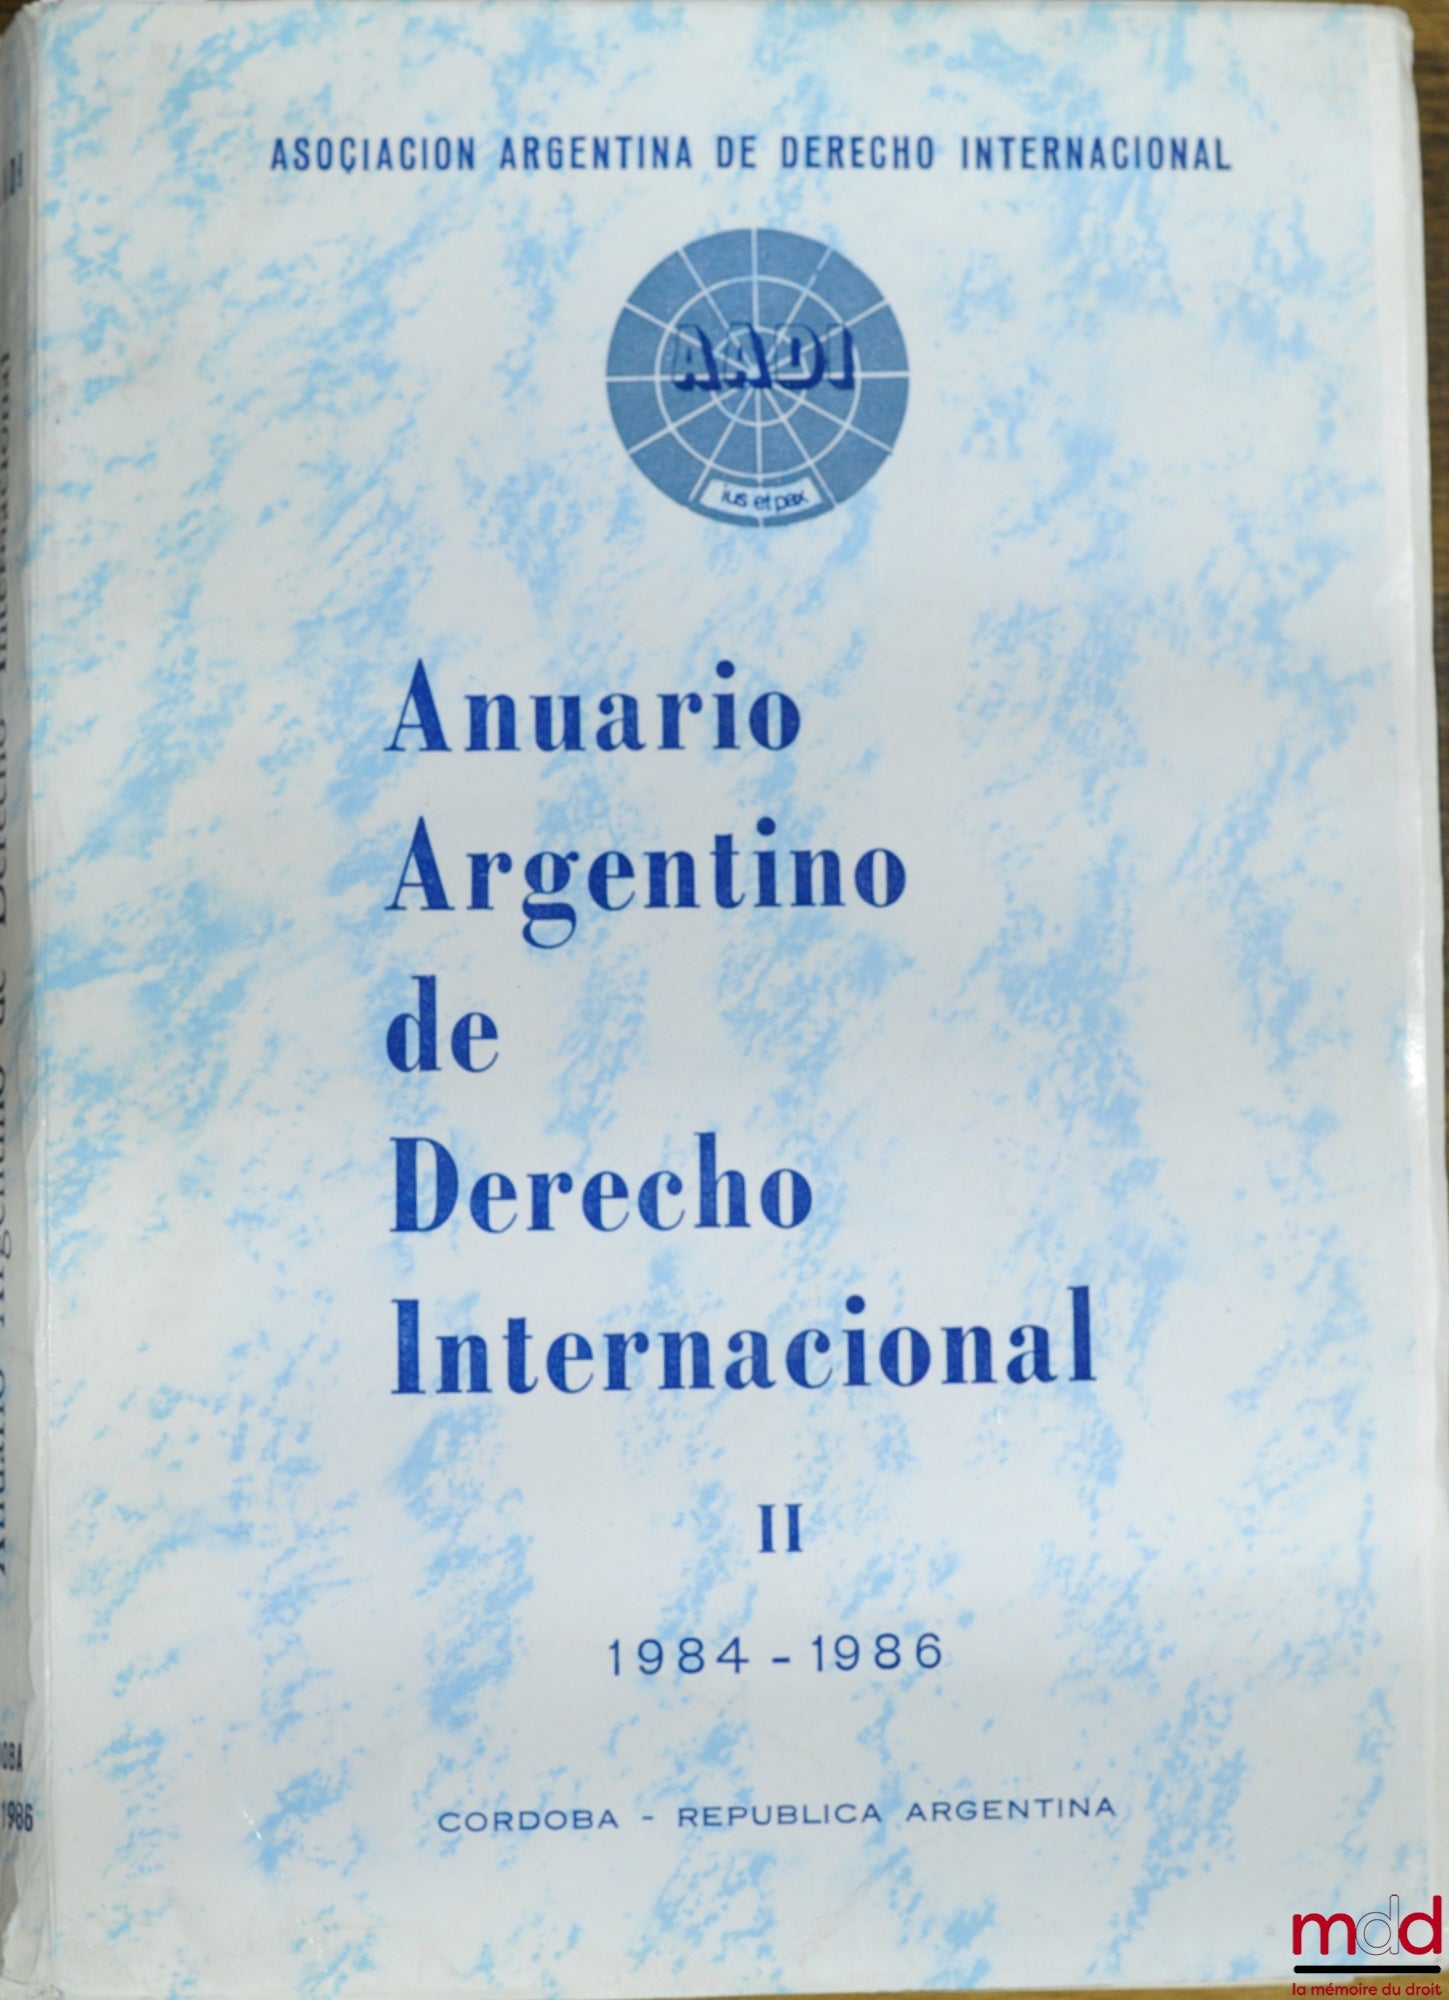 ASOCIACION ARGENTINA DE DERECHO INTERNACIONAL
AADI
ius et pax
Anuario
Argentino
de
Derecho
Internacional
II
1984 - 1986
CORDOBA - REPUBLICA ARGENTINA
1986
mdd
la mémoire du droit